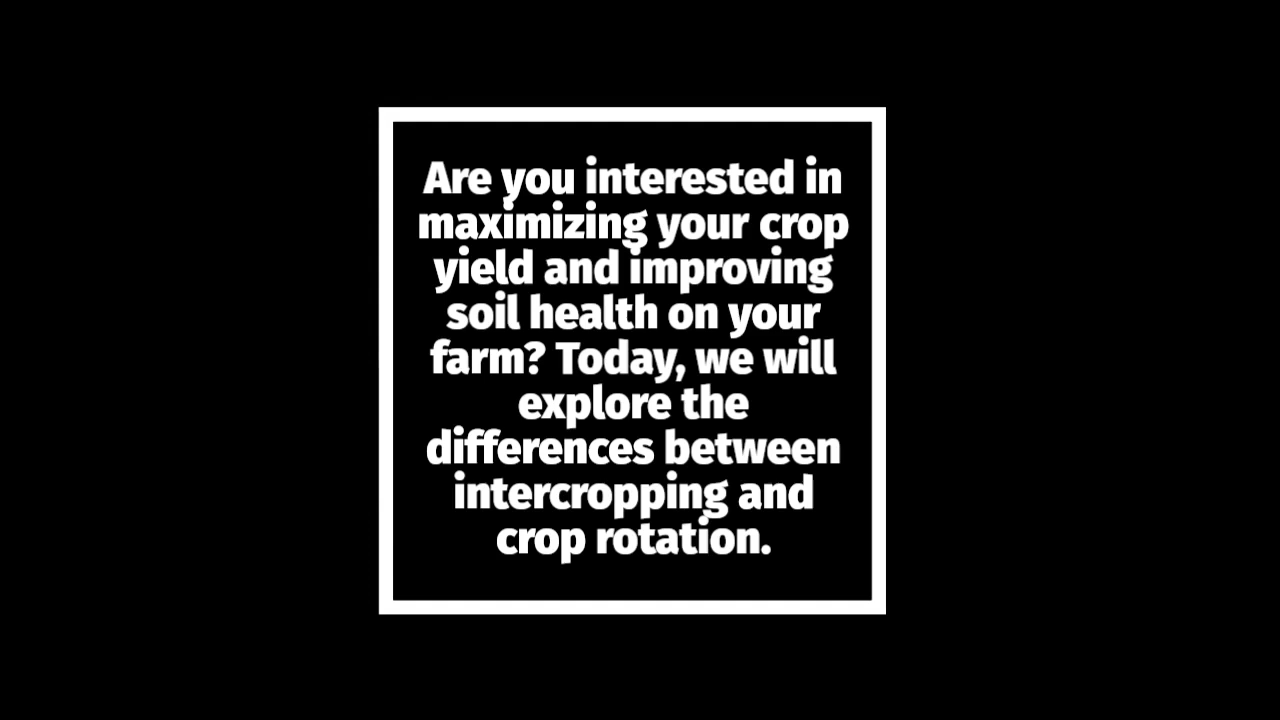 Are you interested in
maximizing your crop
yield and improving
soil health on your
farm? Today, we will
explore the
differences between
intercropping and
crop rotation.